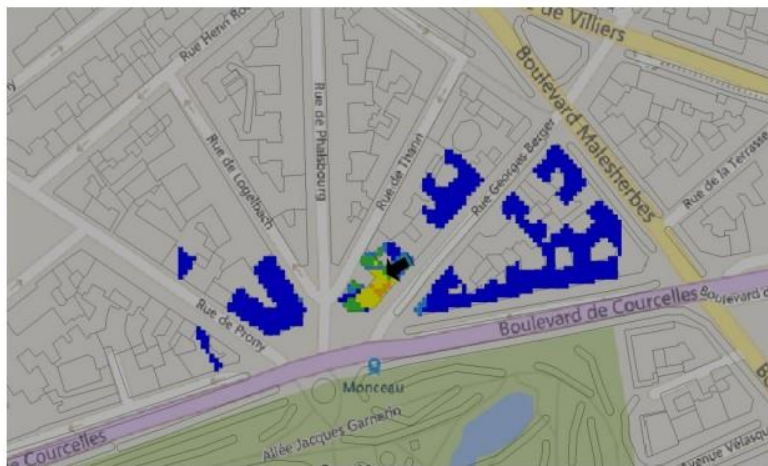 de Villiers
Rue Henri Ro
Boulevard Malesherbes
Rue de Phalsbourg
Rue de Thann
Rue de Logelbach
Rue Georges Berger
Rue de la Terrasse
Rue de Prony
Boulevard de Courcelles
Boulevard d
Monceau
Allée Jacques Garnerin
e Courcelles
Avenue Velasqu